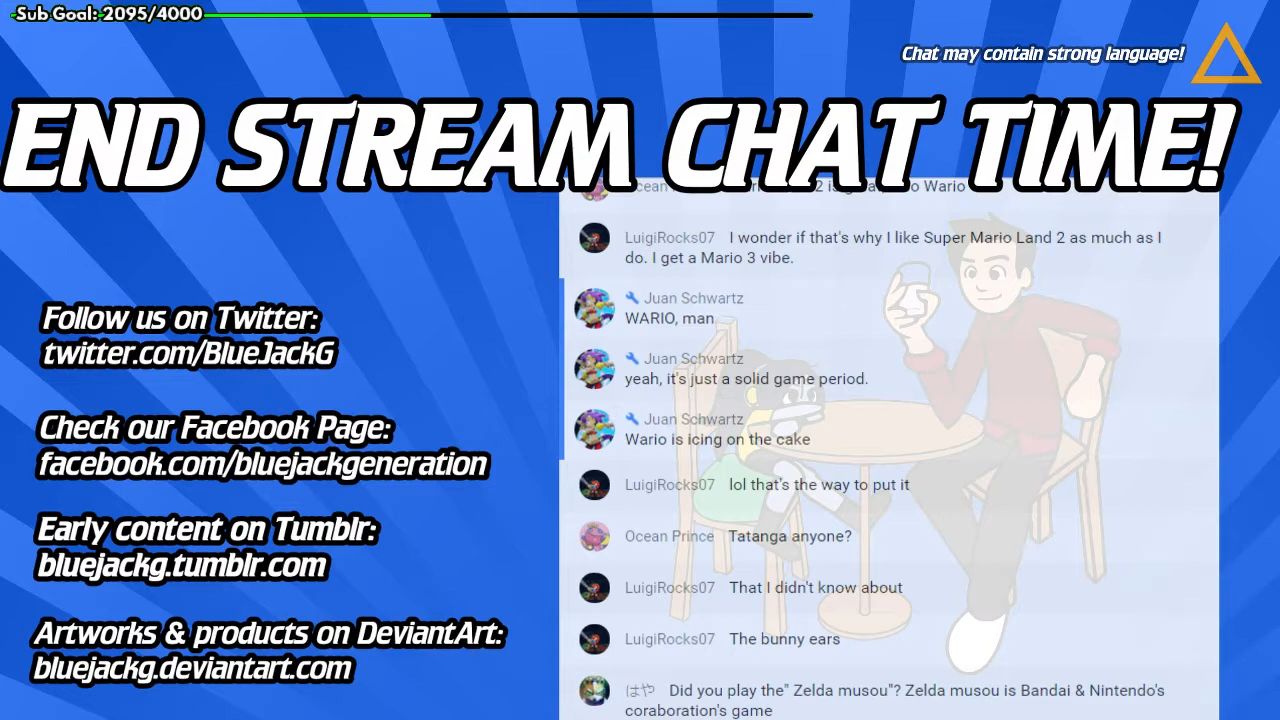 Sub Goal: 2095/4000
Chat may contain strong language!
END STREAM CHAT TIME!
Wario
LuigiRocks07 I wonder if that's why I like Super Mario Land 2 as much as I
do. I get a Mario 3 vibe.
Juan Schwartz
WARIO, man
Juan Schwartz
yeah, it's just a solid game period.
Juan Schwartz
Wario is icing on the cake
LuigiRocks07 lol that's the way to put it
Ocean Prince Tatanga anyone?
LuigiRocks07 That I didn't know about
LuigiRocks07 The bunny ears
はや Did you play the" Zelda musou"? Zelda musou is Bandai & Nintendo's
coraboration's game
Follow us on Twitter:
twitter.com/BlueJackG
Check our Facebook Page:
facebook.com/bluejackgeneration
Early content on Tumblr:
bluejackg.tumblr.com
Artworks & products on DeviantArt:
bluejackg.deviantart.com